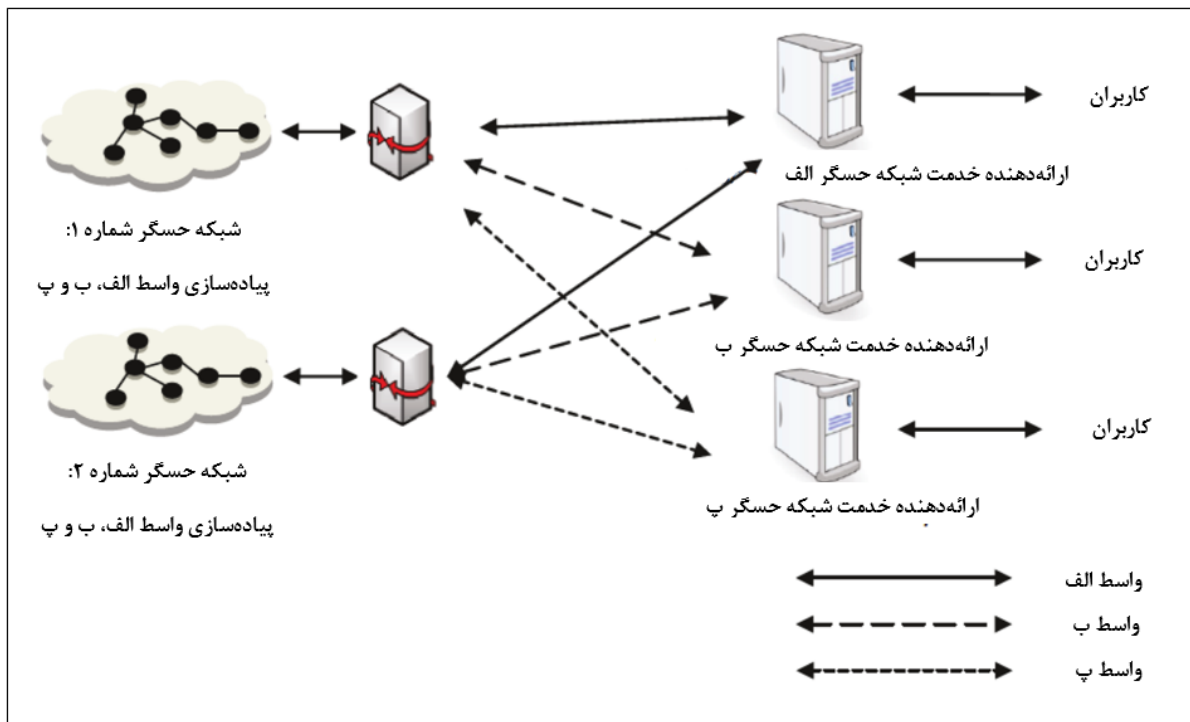 کاربران
ارائه‌دهنده خدمت شبکه حسگر الف
شبکه حسگر شماره ۱:
پیاده‌سازی واسط الف، ب و پ
کاربران
ارائه‌دهنده خدمت شبکه حسگر ب
کاربران
شبکه حسگر شماره ۲:
پیاده‌سازی واسط الف، ب و پ
ارائه‌دهنده خدمت شبکه حسگر پ
واسط الف
واسط ب
واسط پ